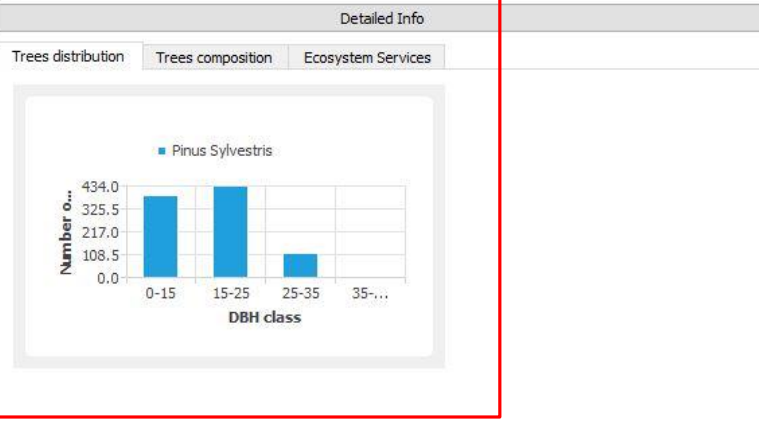 Detailed Info
Trees distribution Trees composition Ecosystem Services
Pinus Sylvestris
434.0
325.5
217.0
108.5
0.0
Number o...
0-15 15-25 25-35 35-...
DBH class